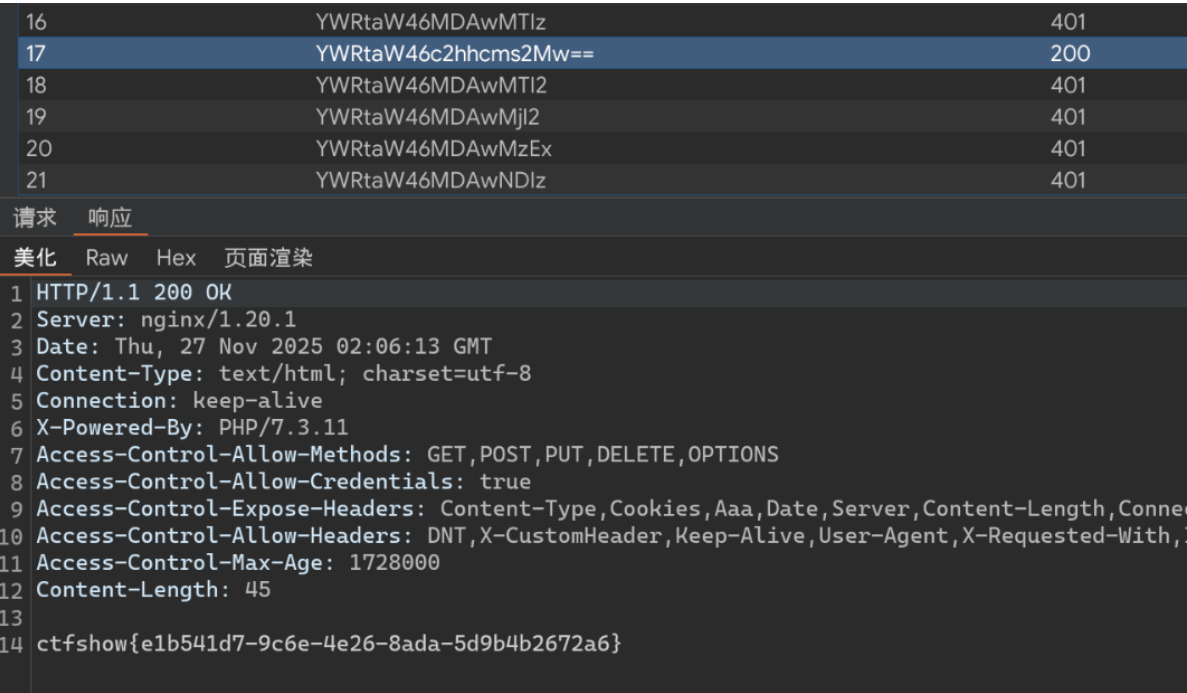 16 YWRtaW46MDAwMTIz 401
17 YWRtaW46c2hhcms2Mw== 200
18 YWRtaW46MDAwMTI2 401
19 YWRtaW46MDAwMjI2 401
20 YWRtaW46MDAwMzEx 401
21 YWRtaW46MDAwNDIz 401
请求 响应
美化 Raw Hex 页面渲染
1 HTTP/1.1 200 OK
2 Server: nginx/1.20.1
3 Date: Thu, 27 Nov 2025 02:06:13 GMT
4 Content-Type: text/html; charset=utf-8
5 Connection: keep-alive
6 X-Powered-By: PHP/7.3.11
7 Access-Control-Allow-Methods: GET,POST,PUT,DELETE,OPTIONS
8 Access-Control-Allow-Credentials: true
9 Access-Control-Expose-Headers: Content-Type,Cookies,Aaa,Date,Server,Content-Length,Conne
10 Access-Control-Allow-Headers: DNT,X-CustomHeader,Keep-Alive,User-Agent,X-Requested-With,
11 Access-Control-Max-Age: 1728000
12 Content-Length: 45
13
14 ctfshow{e1b541d7-9c6e-4e26-8ada-5d9b4b2672a6}